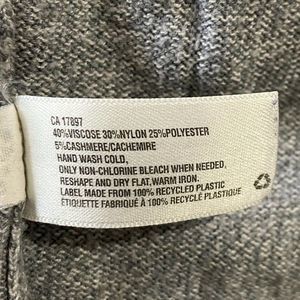 CA 17897
40%VISCOSE 30%NYLON 25%POLYESTER
5%CASHMERE/CACHEMIRE
HAND WASH COLD,
ONLY NON-CHLORINE BLEACH WHEN NEEDED,
RESHAPE AND DRY FLAT, WARM IRON.
LABEL MADE FROM 100% RECYCLED PLASTIC
ÉTIQUETTE FABRIQUÉ À 100% RECYCLÉ PLASTIQUE